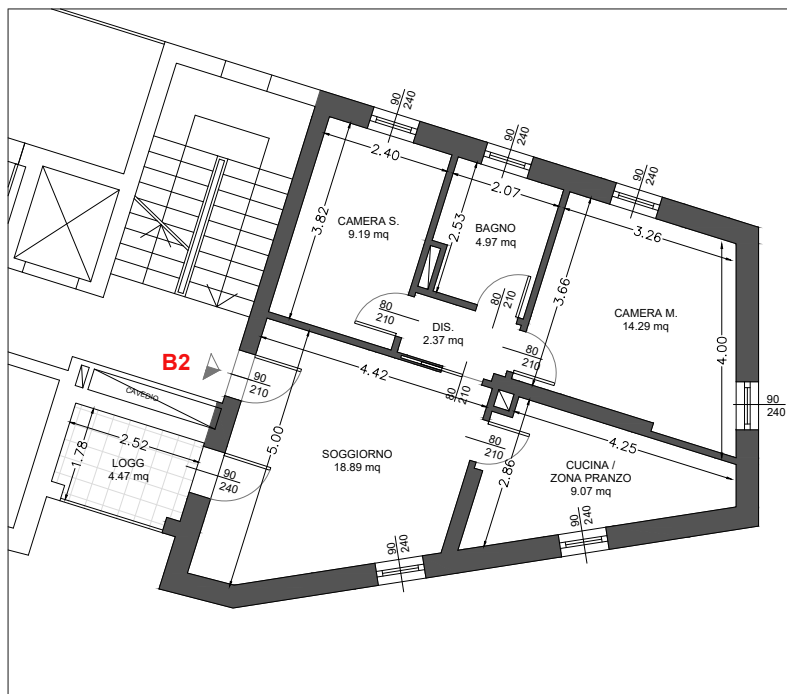 90
240
90
240
90
240
2.40
2.07
3.26
3.82
2.53
3.66
4.00
CAMERA S.
9.19 mq
BAGNO
4.97 mq
CAMERA M.
14.29 mq
80
210
80
210
DIS.
2.37 mq
80
210
B2
90
210
4.42
80
210
90
240
CAVEDIO
2.52
1.78
LOGG
4.47 mq
90
240
5.00
SOGGIORNO
18.89 mq
80
210
2.86
4.25
CUCINA /
ZONA PRANZO
9.07 mq
90
240
90
240